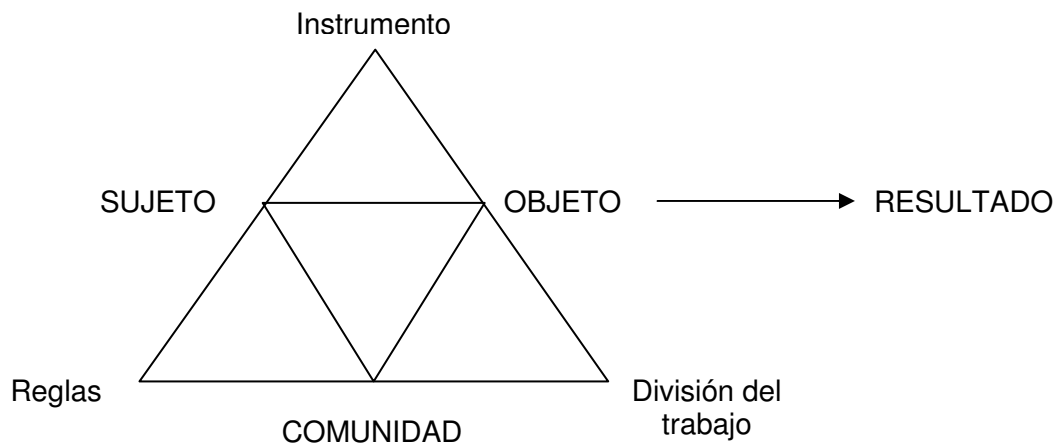 Instrumento
SUJETO
OBJETO
RESULTADO
Reglas
División del
trabajo
COMUNIDAD